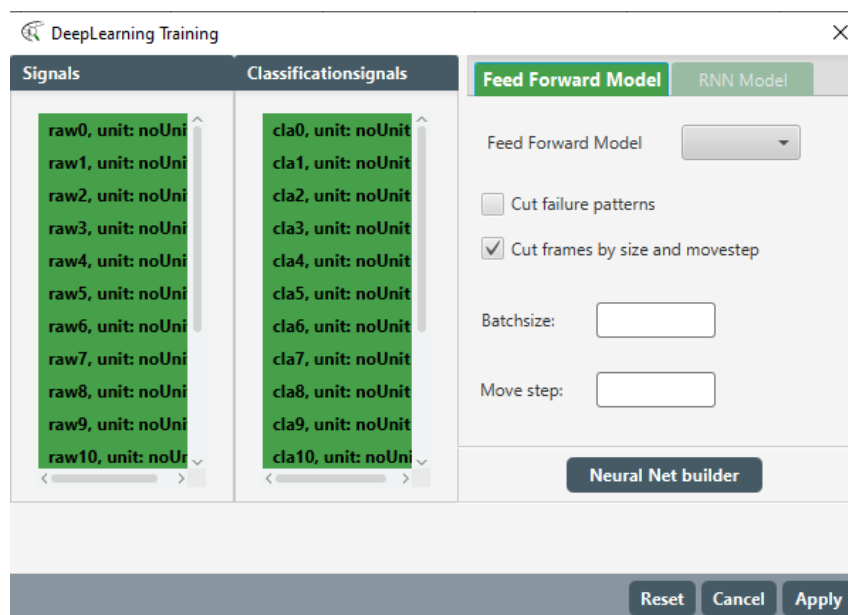 DeepLearning Training
Signals
raw0, unit: noUni
raw1, unit: noUni
raw2, unit: noUni
raw3, unit: noUni
raw4, unit: noUni
raw5, unit: noUni
raw6, unit: noUni
raw7, unit: noUni
raw8, unit: noUni
raw9, unit: noUni
raw10, unit: noUr
Classificationsignals
cla0, unit: noUnit
cla1, unit: noUnit
cla2, unit: noUnit
cla3, unit: noUnit
cla4, unit: noUnit
cla5, unit: noUnit
cla6, unit: noUnit
cla7, unit: noUnit
cla8, unit: noUnit
cla9, unit: noUnit
cla10, unit: noUni
Feed Forward Model
RNN Model
Feed Forward Model
Cut failure patterns
Cut frames by size and movestep
Batchsize:
Move step:
Neural Net builder
Reset
Cancel
Apply